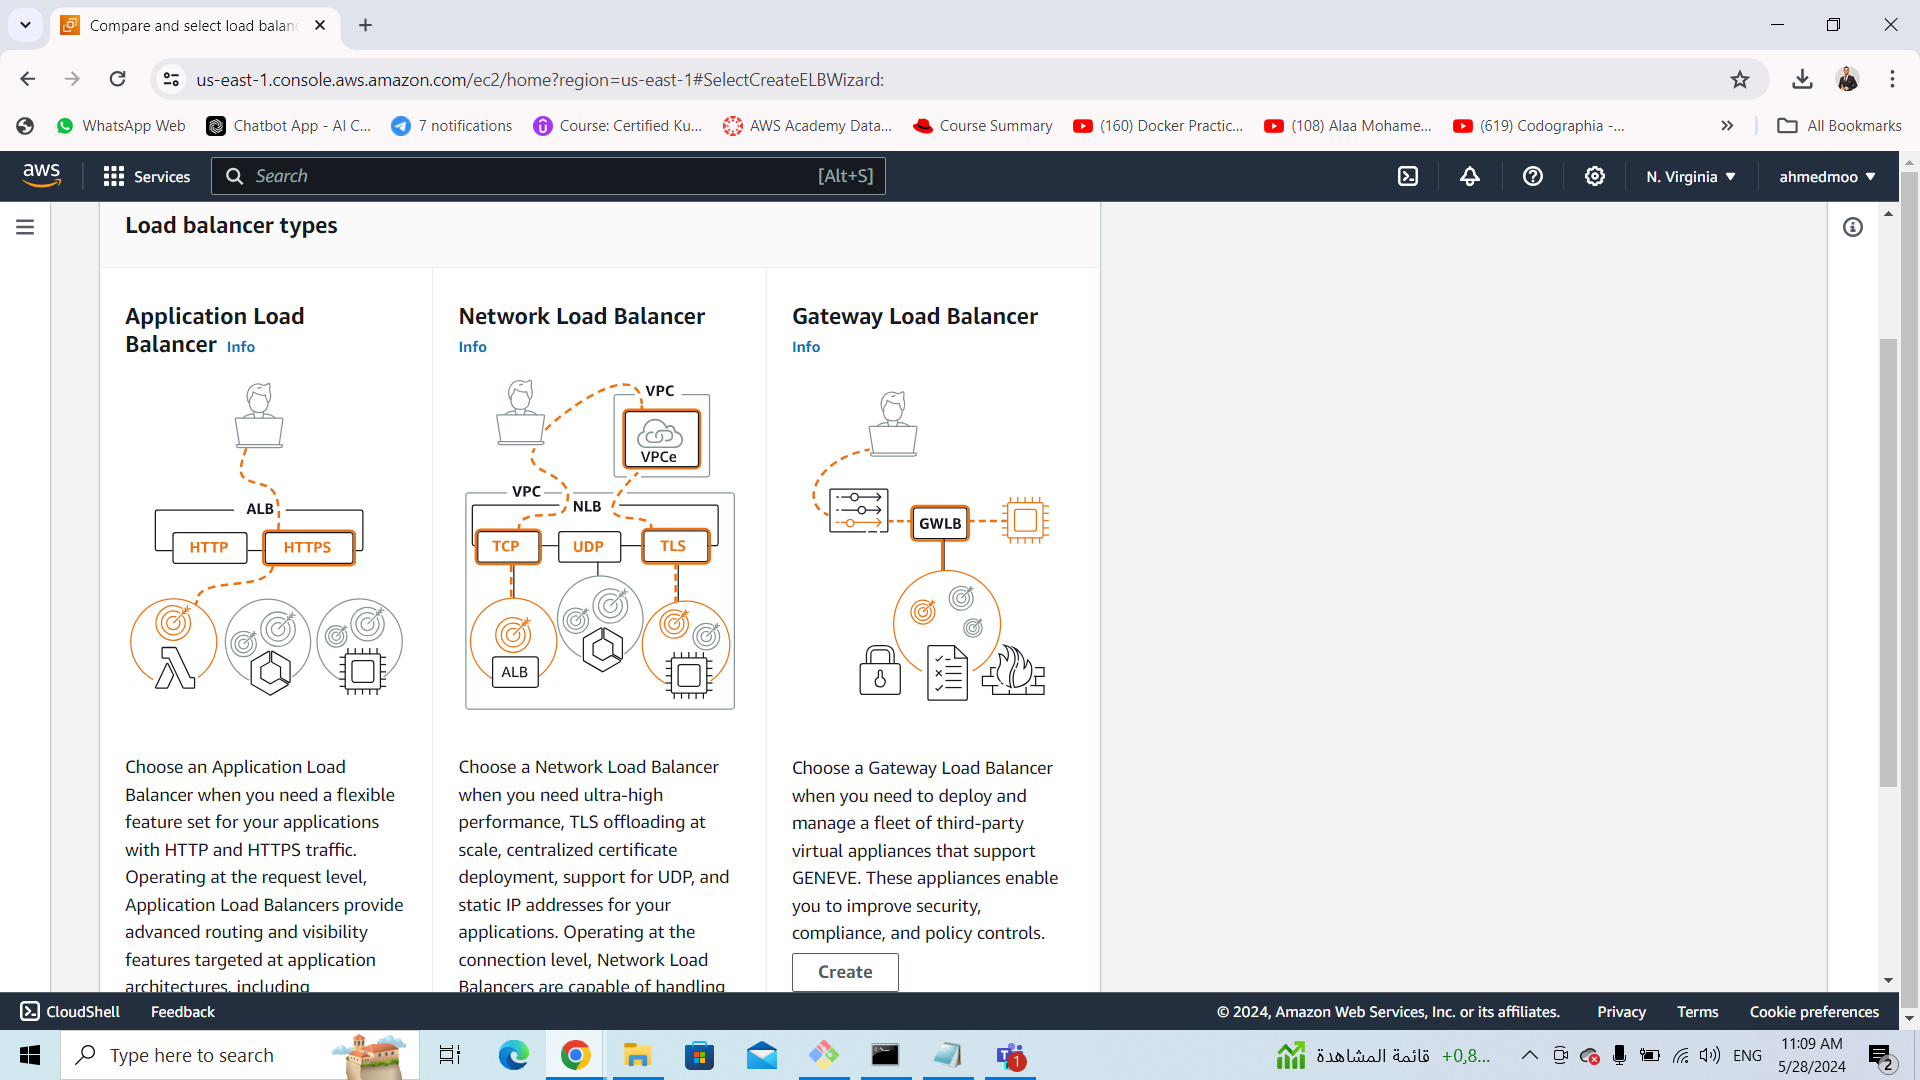 Compare and select load balan
us-east-1.console.aws.amazon.com/ec2/home?region=us-east-1#SelectCreateELBWizard:
WhatsApp Web
Chatbot App - AI C...
7 notifications
Course: Certified Ku...
AWS Academy Data...
Course Summary
(160) Docker Practic...
(108) Alaa Mohame...
(619) Codographia -...
All Bookmarks
aws
Services
Search
[Alt+S]
N. Virginia
ahmedmoo
Load balancer types
Application Load
Balancer Info
ALB
HTTP
HTTPS
Choose an Application Load
Balancer when you need a flexible
feature set for your applications
with HTTP and HTTPS traffic.
Operating at the request level,
Application Load Balancers provide
advanced routing and visibility
features targeted at application
architectures, including
Network Load Balancer
Info
VPC
VPCe
VPC
NLB
TCP
UDP
TLS
ALB
Choose a Network Load Balancer
when you need ultra-high
performance, TLS offloading at
scale, centralized certificate
deployment, support for UDP, and
static IP addresses for your
applications. Operating at the
connection level, Network Load
Balancers are capable of handling
Gateway Load Balancer
Info
GWLB
Choose a Gateway Load Balancer
when you need to deploy and
manage a fleet of third-party
virtual appliances that support
GENEVE. These appliances enable
you to improve security,
compliance, and policy controls.
Create
CloudShell
Feedback
© 2024, Amazon Web Services, Inc. or its affiliates.
Privacy
Terms
Cookie preferences
Type here to search
1
قائمة المشاهدة
+0,8...
ENG
11:09 AM
5/28/2024
2